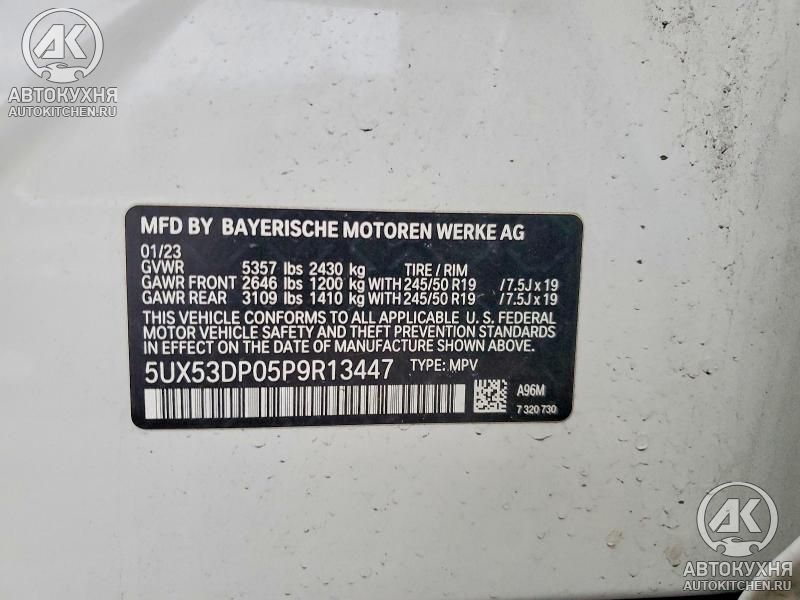 AK
АВТОКУХНЯ
AUTOKITCHEN.RU
MFD BY BAYERISCHE MOTOREN WERKE AG
01/23
GVWR 5357 lbs 2430 kg TIRE / RIM
GAWR FRONT 2646 lbs 1200 kg WITH 245/50 R19 / 7.5J x 19
GAWR REAR 3109 lbs 1410 kg WITH 245/50 R19 / 7.5J x 19
THIS VEHICLE CONFORMS TO ALL APPLICABLE U. S. FEDERAL
MOTOR VEHICLE SAFETY AND THEFT PREVENTION STANDARDS
IN EFFECT ON THE DATE OF MANUFACTURE SHOWN ABOVE.
5UX53DP05P9R13447 TYPE: MPV
A96M
7 320 730
AK
АВТОКУХНЯ
AUTOKITCHEN.RU